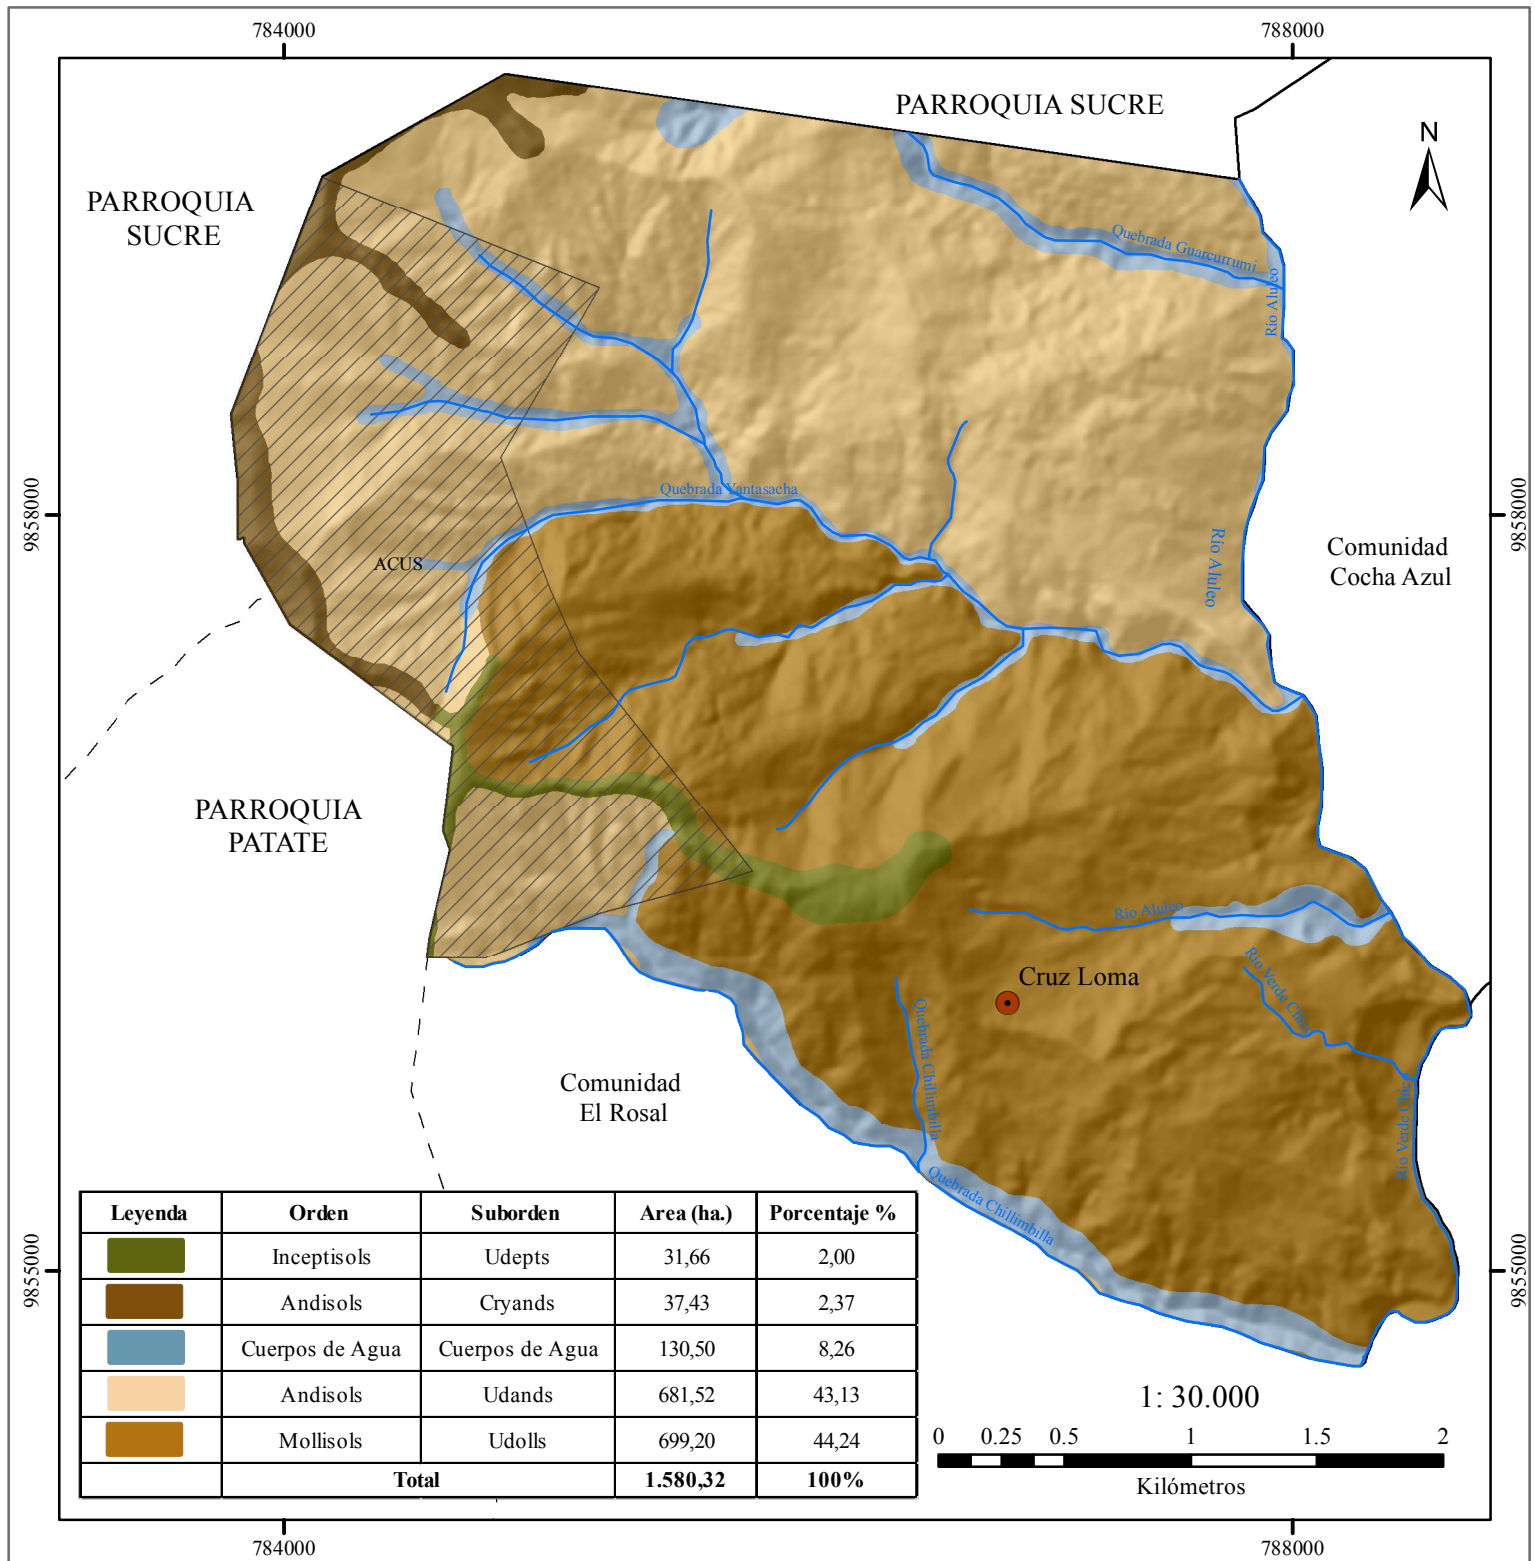 784000
788000
PARROQUIA SUCRE
N
PARROQUIA
SUCRE
Quebrada Guarcurrumi
Río Aluleo
Quebrada Yantasacha
9858000
9858000
Río Aluleo
Comunidad
Cocha Azul
ACUS
PARROQUIA
PATATE
Río Aluleo
Río Verde Chico
Cruz Loma
Quebrada Chillimbilla
Comunidad
El Rosal
Río Verde Chico
Quebrada Chillimbilla
9855000
9855000
Leyenda Orden Suborden Area (ha.) Porcentaje %
Inceptisols Udepts 31,66 2,00
Andisols Cryands 37,43 2,37
Cuerpos de Agua Cuerpos de Agua 130,50 8,26
Andisols Udands 681,52 43,13
Mollisols Udolls 699,20 44,24
Total 1.580,32 100%
1: 30.000
0 0.25 0.5 1 1.5 2
Kilómetros
784000
788000